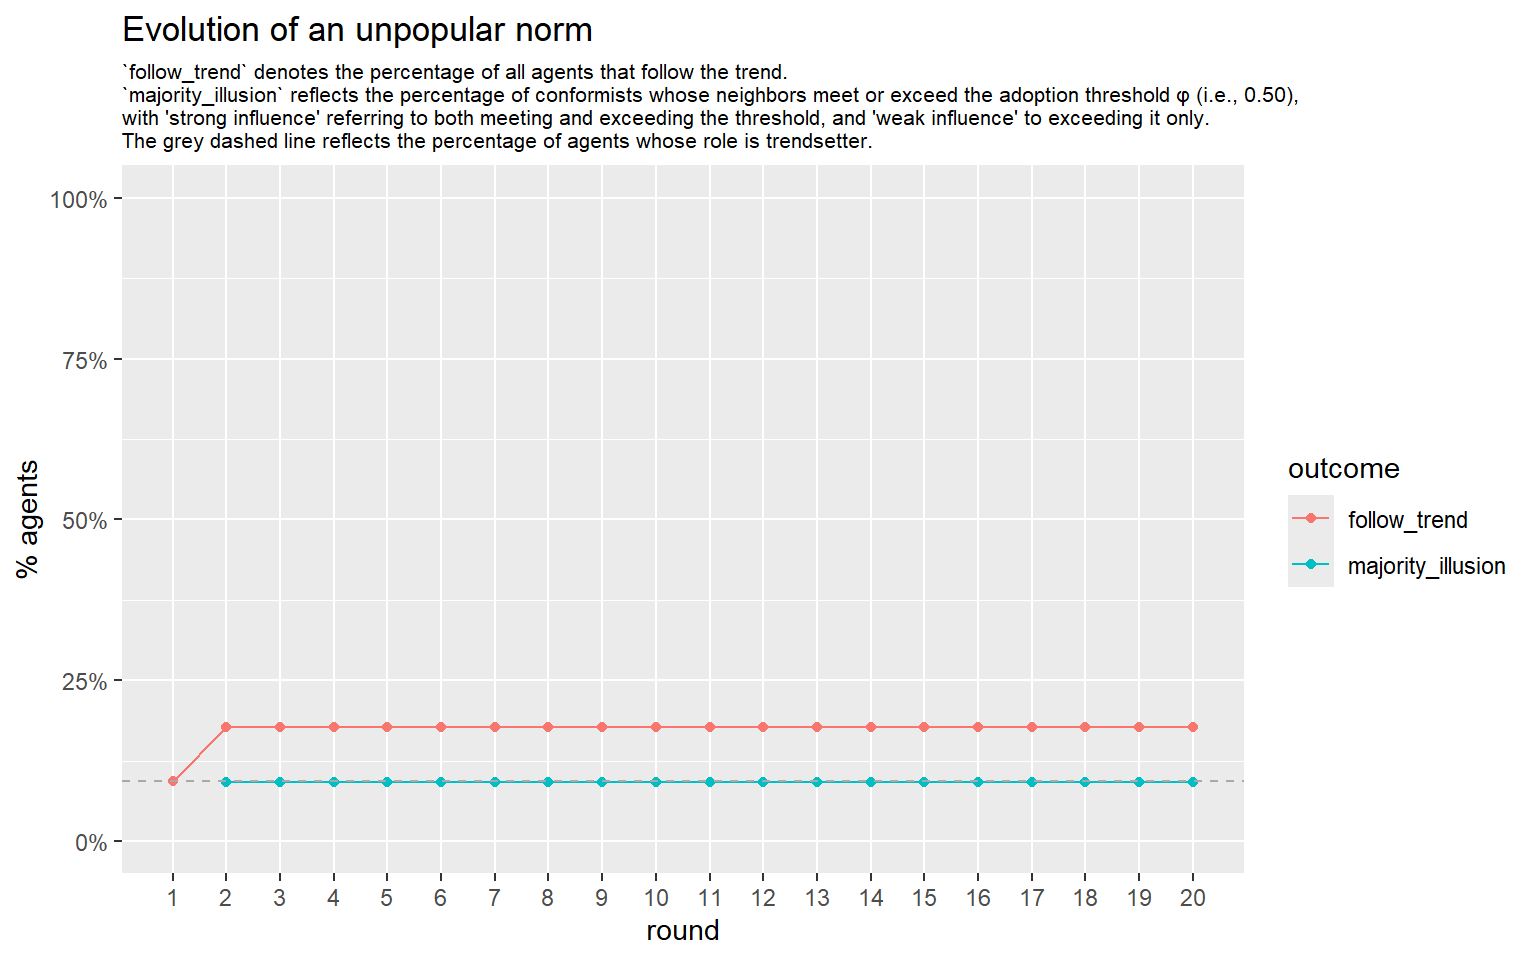 Evolution of an unpopular norm
`follow_trend` denotes the percentage of all agents that follow the trend.
`majority_illusion` reflects the percentage of conformists whose neighbors meet or exceed the adoption threshold φ (i.e., 0.50),
with 'strong influence' referring to both meeting and exceeding the threshold, and 'weak influence' to exceeding it only.
The grey dashed line reflects the percentage of agents whose role is trendsetter.
100%
75%
50%
25%
0%
% agents
1 2 3 4 5 6 7 8 9 10 11 12 13 14 15 16 17 18 19 20
round
outcome
follow_trend
majority_illusion